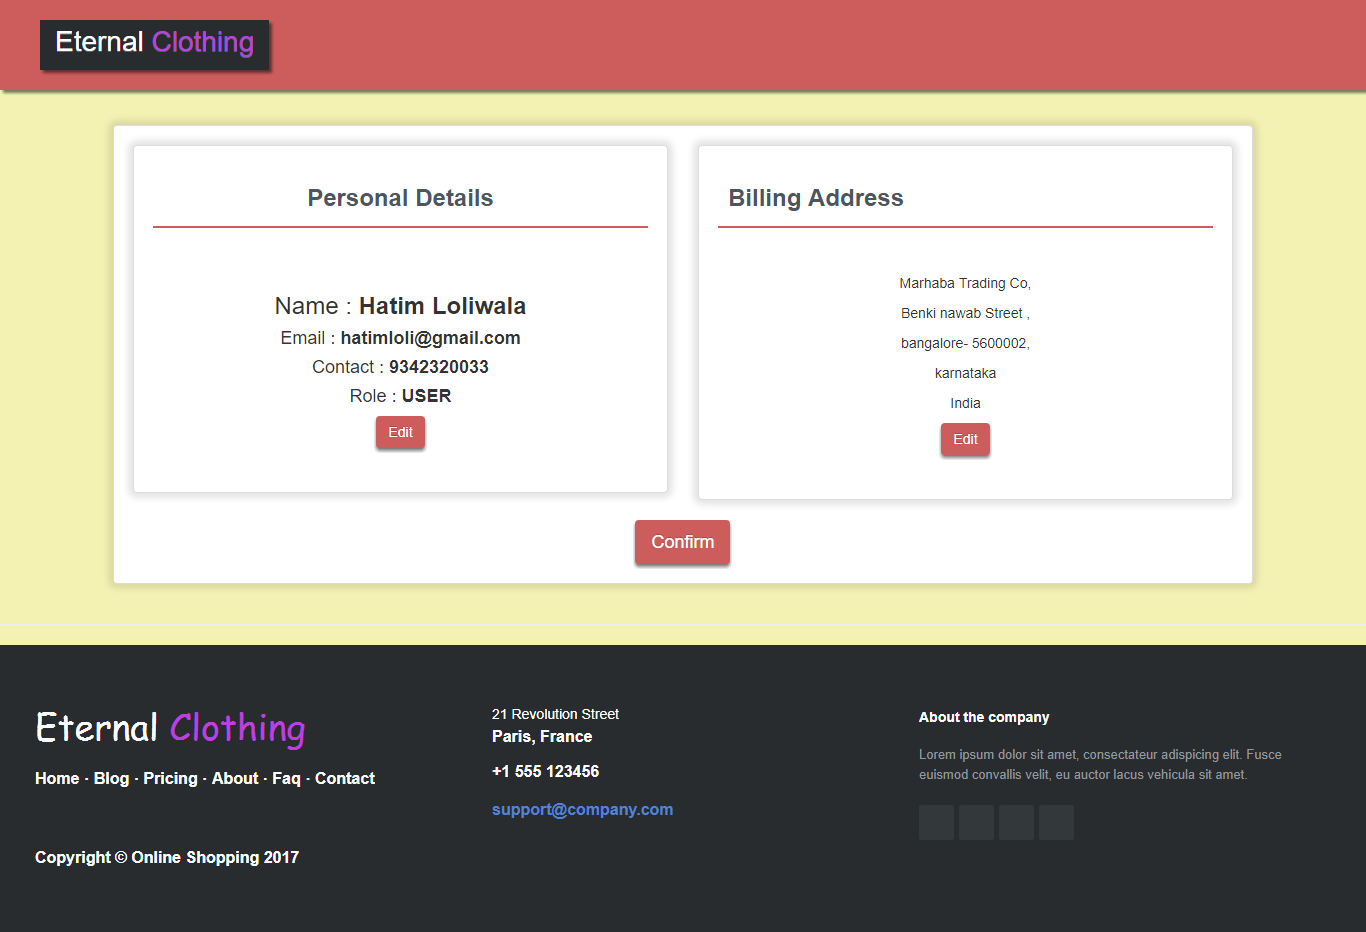 Eternal Clothing
Personal Details
Name : Hatim Loliwala
Email : hatimloli@gmail.com
Contact : 9342320033
Role : USER
Edit
Billing Address
Marhaba Trading Co,
Benki nawab Street ,
bangalore- 5600002,
karnataka
India
Edit
Confirm
Eternal Clothing
Home · Blog · Pricing · About · Faq · Contact
Copyright © Online Shopping 2017
21 Revolution Street
Paris, France
+1 555 123456
support@company.com
About the company
Lorem ipsum dolor sit amet, consectateur adispicing elit. Fusce
euismod convallis velit, eu auctor lacus vehicula sit amet.